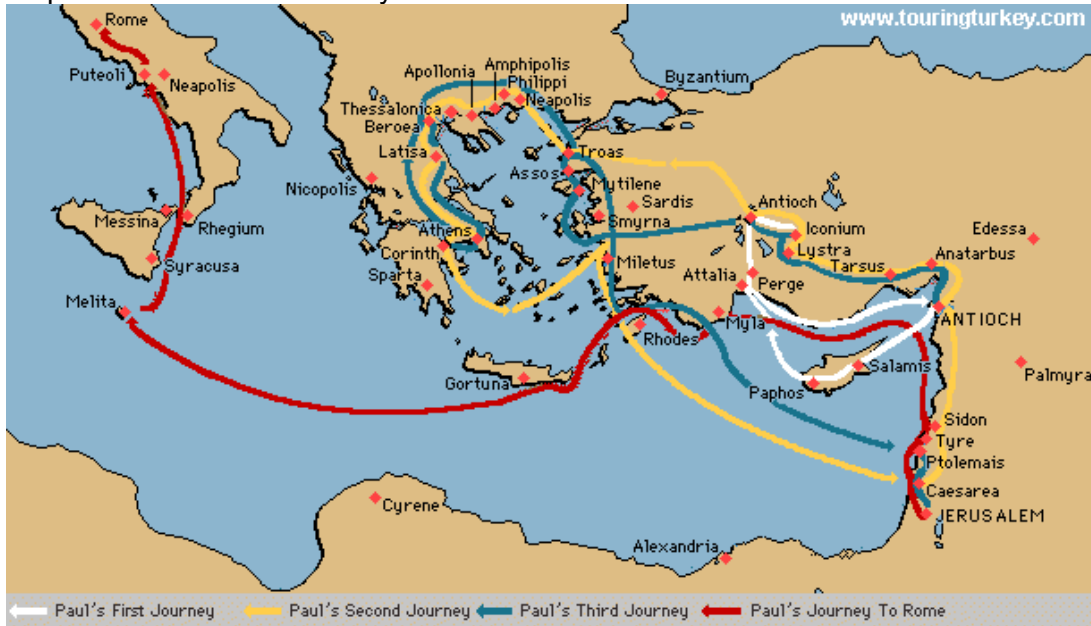 www.touringturkey.com
Rome
Puteoli
Neapolis
Amphipolis
Apollonia
Philippi
Neapolis
Thessalonica
Beroea
Byzantium
Latisa
Troas
Assos
Mytilene
Nicopolis
Sardis
Antioch
Messina
Rhegium
Smyrna
Iconium
Edessa
Athens
Corinth
Lystra
Anatarbus
Syracusa
Sparta
Miletus
Tarsus
Attalia
Perge
Melita
Myla
ANTIOCH
Rhodes
Salamis
Gortuna
Paphos
Palmyra
Sidon
Tyre
Ptolemais
Caesarea
Cyrene
JERUSALEM
Alexandria
Paul's First Journey
Paul's Second Journey
Paul's Third Journey
Paul's Journey To Rome